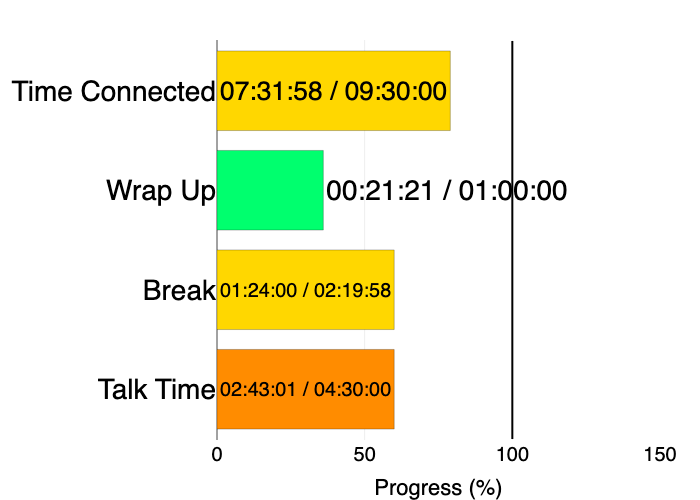 Time Connected 07:31:58 / 09:30:00
Wrap Up 00:21:21 / 01:00:00
Break 01:24:00 / 02:19:58
Talk Time 02:43:01 / 04:30:00
0 50 100 150
Progress (%)